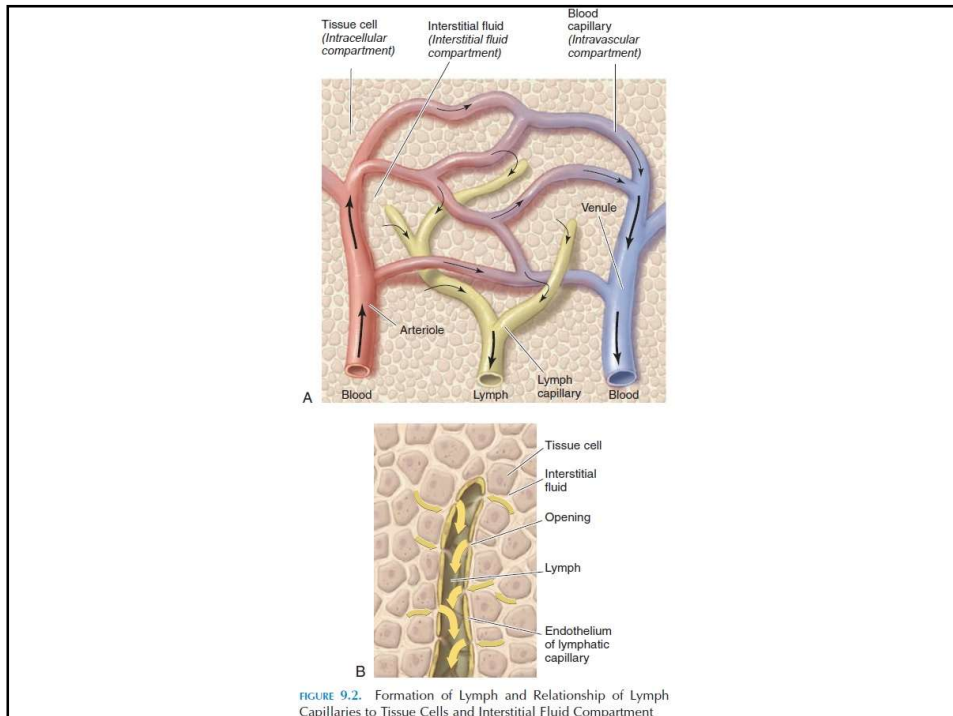 Tissue cell
(Intracellular
compartment)
Interstitial fluid
(Interstitial fluid
compartment)
Blood
capillary
(Intravascular
compartment)
Venule
Arteriole
Lymph
capillary
A
Blood
Lymph
Blood
Tissue cell
Interstitial
fluid
Opening
Lymph
Endothelium
of lymphatic
capillary
B
FIGURE 9.2. Formation of Lymph and Relationship of Lymph
Capillaries to Tissue Cells and Interstitial Fluid Compartment